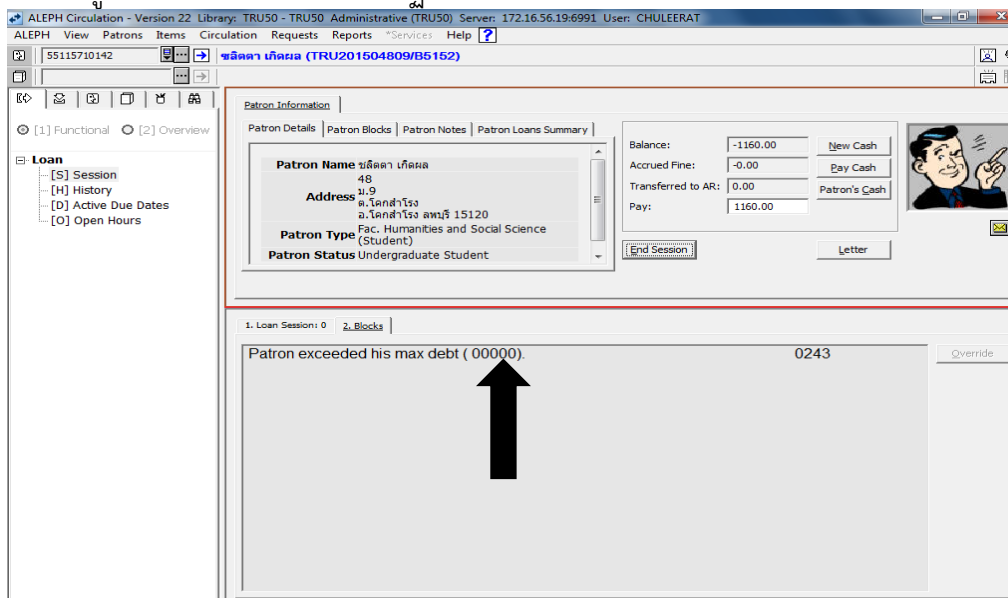 ALEPH Circulation - Version 22 Library: TRU50 - TRU50 Administrative (TRU50) Server: 172.16.56.19:6991 User: CHULEERAT
ALEPH View Patrons Items Circulation Requests Reports *Services Help ?
55115710142 ชลิตตา เกิดผล (TRU201504809/B5152)
[1] Functional [2] Overview
Loan
[S] Session
[H] History
[D] Active Due Dates
[O] Open Hours
Patron Information
Patron Details Patron Blocks Patron Notes Patron Loans Summary
Patron Name ชลิตตา เกิดผล
Address 48
ม.9
ต.โคกสำโรง
อ.โคกสำโรง ลพบุรี 15120
Patron Type Fac. Humanities and Social Science
(Student)
Patron Status Undergraduate Student
Balance: -1160.00 New Cash
Accrued Fine: -0.00 Pay Cash
Transferred to AR: 0.00 Patron's Cash
Pay: 1160.00
End Session Letter
1. Loan Session: 0 2. Blocks
Patron exceeded his max debt ( 00000). 0243 Override